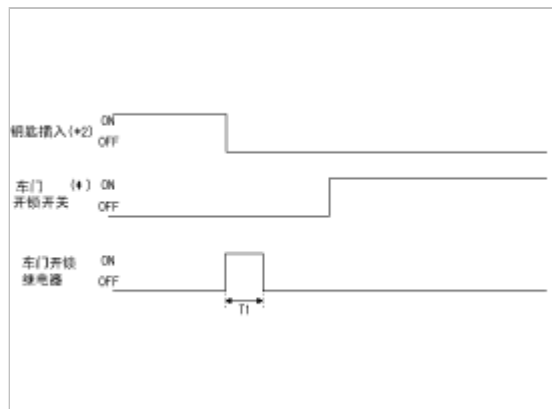 钥匙插入(*2) ON
OFF
车门 (*) ON
开锁开关 OFF
车门开锁 ON
继电器 OFF
T1